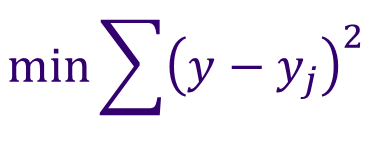 min ∑(y − y_j)²